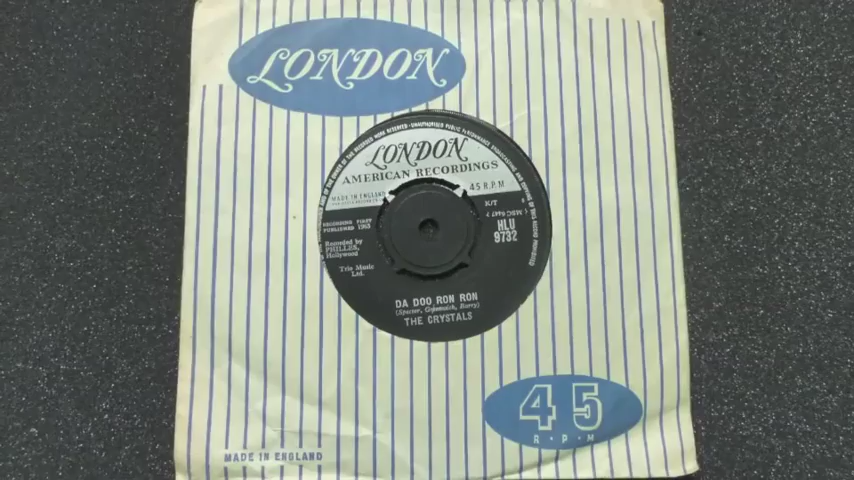 LONDON
LONDON
AMERICAN RECORDINGS
MADE IN ENGLAND
45 R.P.M
RECORDING FIRST
PUBLISHED 1963
Recorded by
PHILLES,
Hollywood
Trio Music
Ltd.
HLU
9732
DA DOO RON RON
(Spector, Greenwich, Barry)
THE CRYSTALS
45
R·P·M
MADE IN ENGLAND